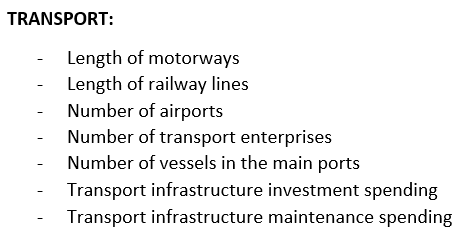 TRANSPORT:
- Length of motorways
- Length of railway lines
- Number of airports
- Number of transport enterprises
- Number of vessels in the main ports
- Transport infrastructure investment spending
- Transport infrastructure maintenance spending